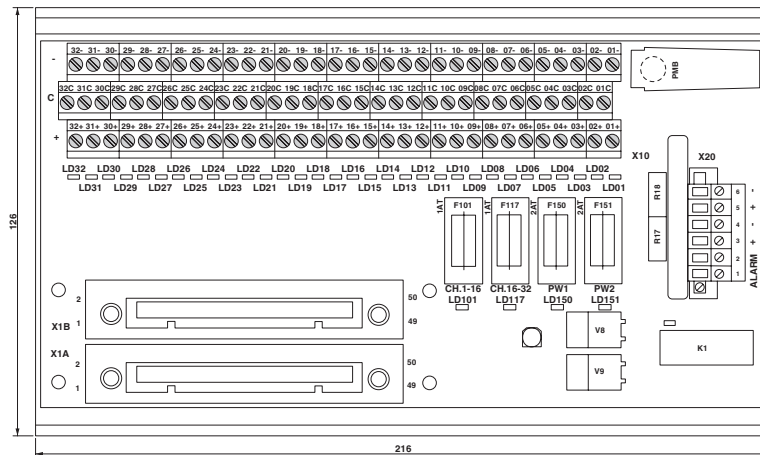 - 32- 31- 30- 29- 28- 27- 26- 25- 24- 23- 22- 21- 20- 19- 18- 17- 16- 15- 14- 13- 12- 11- 10- 09- 08- 07- 06- 05- 04- 03- 02- 01-
PMB
C 32C 31C 30C 29C 28C 27C 26C 25C 24C 23C 22C 21C 20C 19C 18C 17C 16C 15C 14C 13C 12C 11C 10C 09C 08C 07C 06C 05C 04C 03C 02C 01C
+ 32+ 31+ 30+ 29+ 28+ 27+ 26+ 25+ 24+ 23+ 22+ 21+ 20+ 19+ 18+ 17+ 16+ 15+ 14+ 13+ 12+ 11+ 10+ 09+ 08+ 07+ 06+ 05+ 04+ 03+ 02+ 01+
X10 X20
LD32 LD30 LD28 LD26 LD24 LD22 LD20 LD18 LD16 LD14 LD12 LD10 LD08 LD06 LD04 LD02
LD31 LD29 LD27 LD25 LD23 LD21 LD19 LD17 LD15 LD13 LD11 LD09 LD07 LD05 LD03 LD01
1AT F101 1AT F117 2AT F150 2AT F151
R18
R17
6 -
5 +
4 -
3 +
2
1
ALARM
CH.1-16 CH.16-32 PW1 PW2
LD101 LD117 LD150 LD151
126
X1B 2 1 50 49
V8
K1
X1A 2 1 50 49
V9
216